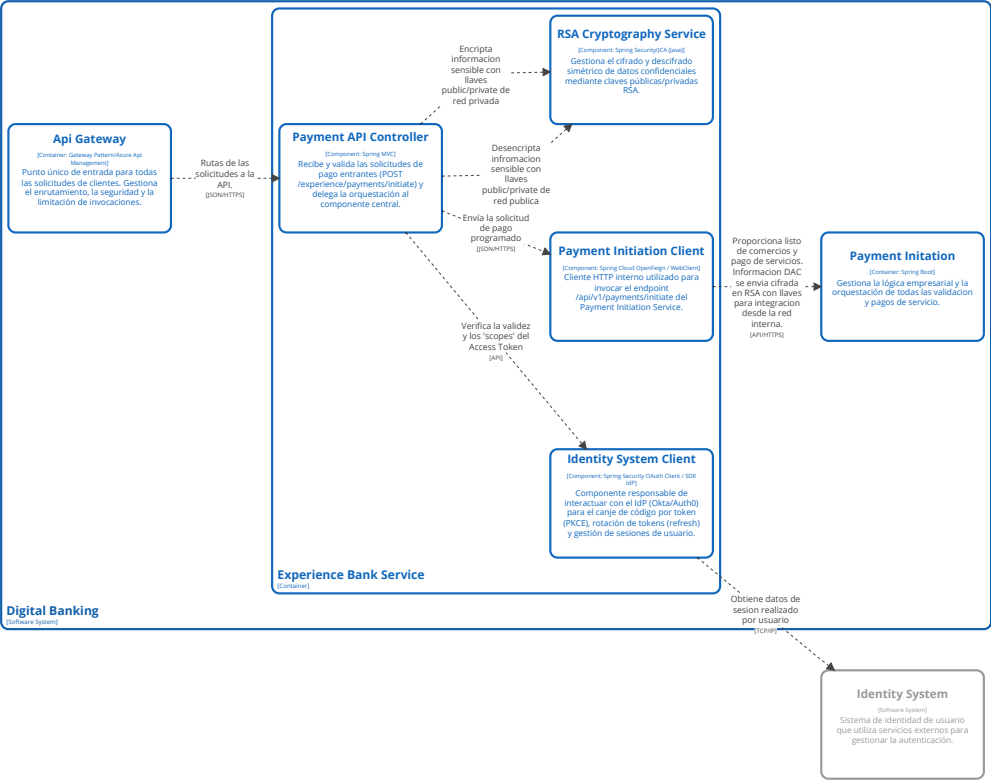 RSA Cryptography Service
[Component: Spring Security/JCA (Java)]
Gestiona el cifrado y descifrado
simétrico de datos confidenciales
mediante claves públicas/privadas
RSA.
Encripta
informacion
sensible con
llaves
public/private de
red privada
Api Gateway
[Container: Gateway Pattern/Azure Api
Management]
Punto único de entrada para todas
las solicitudes de clientes. Gestiona
el enrutamiento, la seguridad y la
limitación de invocaciones.
Rutas de las
solicitudes a la
API.
[JSON/HTTPS]
Payment API Controller
[Component: Spring MVC]
Recibe y valida las solicitudes de
pago entrantes (POST
/experience/payments/initiate) y
delega la orquestación al
componente central.
Desencripta
infromacion
sensible con
llaves
public/private de
red publica
Envía la solicitud
de pago
programado
[JSON/HTTPS]
Payment Initiation Client
[Component: Spring Cloud OpenFeign / WebClient]
Cliente HTTP interno utilizado para
invocar el endpoint
/api/v1/payments/initiate del
Payment Initiation Service.
Proporciona listo
de comercios y
pago de servicios.
Informacion DAC
se envia cifrada
en RSA con llaves
para integracion
desde la red
interna.
[API/HTTPS]
Payment Initation
[Container: Spring Boot]
Gestiona la lógica empresarial y la
orquestación de todas las validacion
y pagos de servicio.
Verifica la validez
y los 'scopes' del
Access Token
[API]
Identity System Client
[Component: Spring Security OAuth Client / SDK
IdP]
Componente responsable de
interactuar con el IdP (Okta/Auth0)
para el canje de código por token
(PKCE), rotación de tokens (refresh)
y gestión de sesiones de usuario.
Experience Bank Service
[Container]
Digital Banking
[Software System]
Obtiene datos de
sesion realizado
por usuario
[TCP/IP]
Identity System
[Software System]
Sistema de identidad de usuario
que utiliza servicios externos para
gestionar la autenticación.